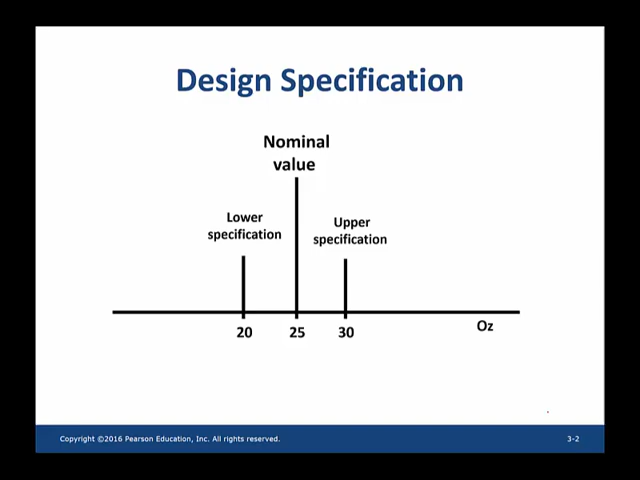 Design Specification
Nominal
value
Lower
specification
Upper
specification
20 25 30 Oz
Copyright ©2016 Pearson Education, Inc. All rights reserved. 3-2